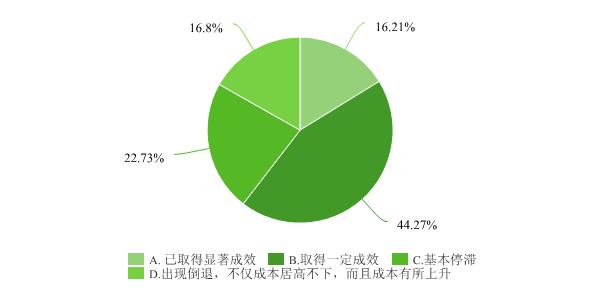 16.8%
16.21%
22.73%
44.27%
A. 已取得显著成效 B.取得一定成效 C.基本停滞
D.出现倒退，不仅成本居高不下，而且成本有所上升